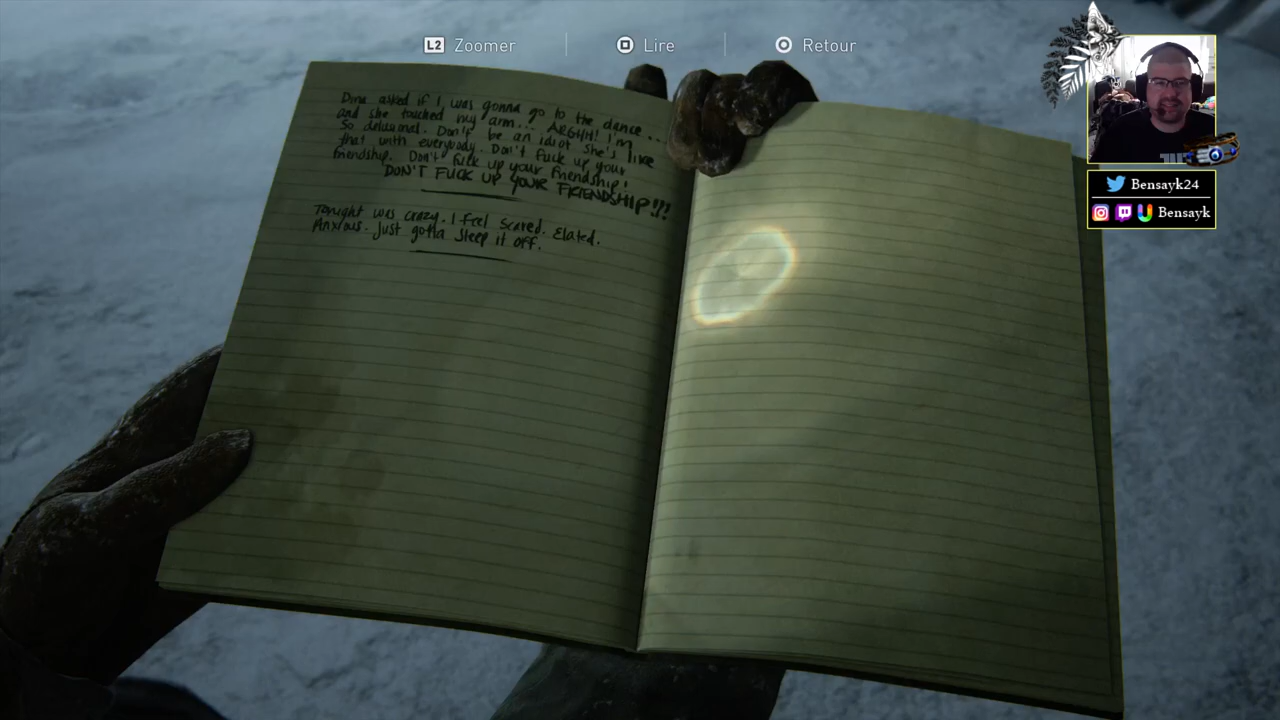 L2 Zoomer
Lire
Retour
Dina asked if I was gonna go to the dance...
and she touched my arm... ARGHH! I'm
so delusional. Don't be an idiot she's like
that with everybody. Don't fuck up your
friendship. Don't fuck up your friendship!
DON'T FUCK UP YOUR FRIENDSHIP!!!
Tonight was crazy. I feel scared. Elated.
Anxious. Just gotta sleep it off.
Bensayk24
Bensayk